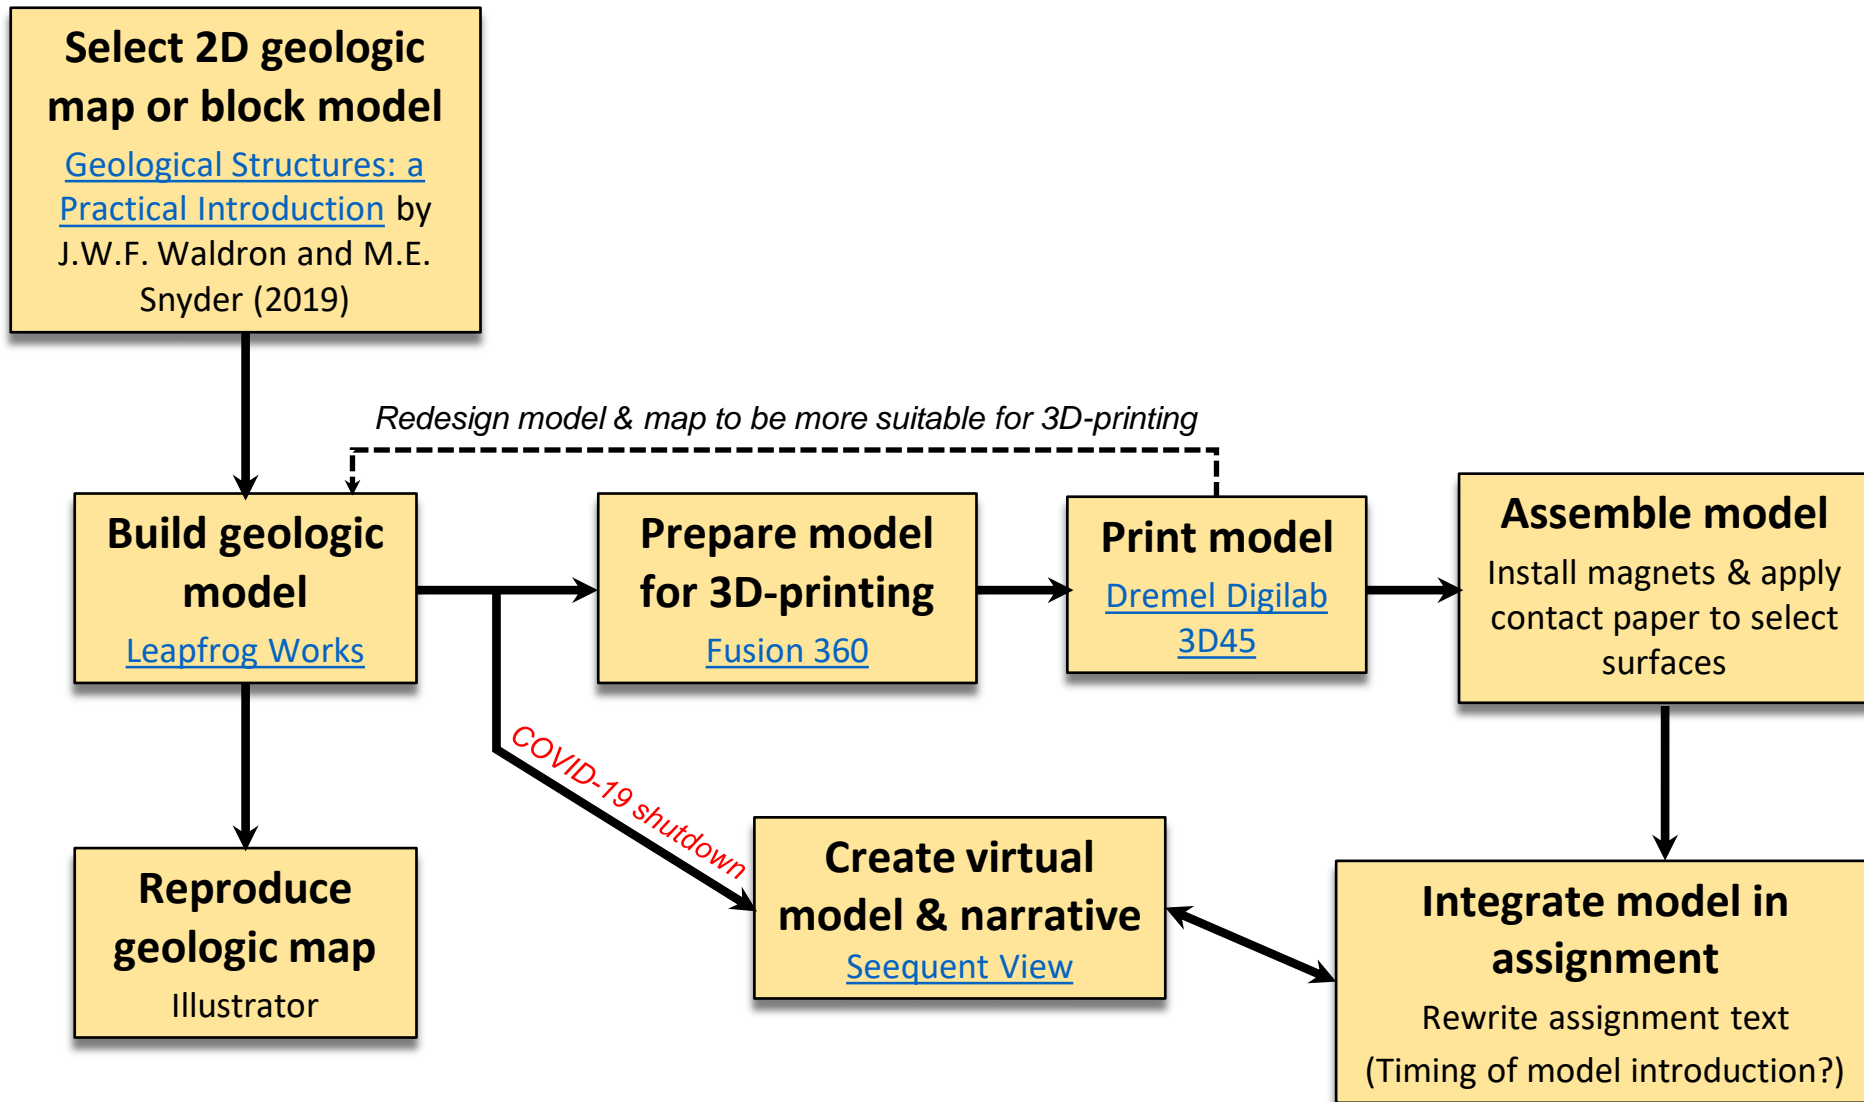 Select 2D geologic
map or block model
Geological Structures: a
Practical Introduction by
J.W.F. Waldron and M.E.
Snyder (2019)
Redesign model & map to be more suitable for 3D-printing
Build geologic
model
Leapfrog Works
Prepare model
for 3D-printing
Fusion 360
Print model
Dremel Digilab
3D45
Assemble model
Install magnets & apply
contact paper to select
surfaces
COVID-19 shutdown
Reproduce
geologic map
Illustrator
Create virtual
model & narrative
Seequent View
Integrate model in
assignment
Rewrite assignment text
(Timing of model introduction?)